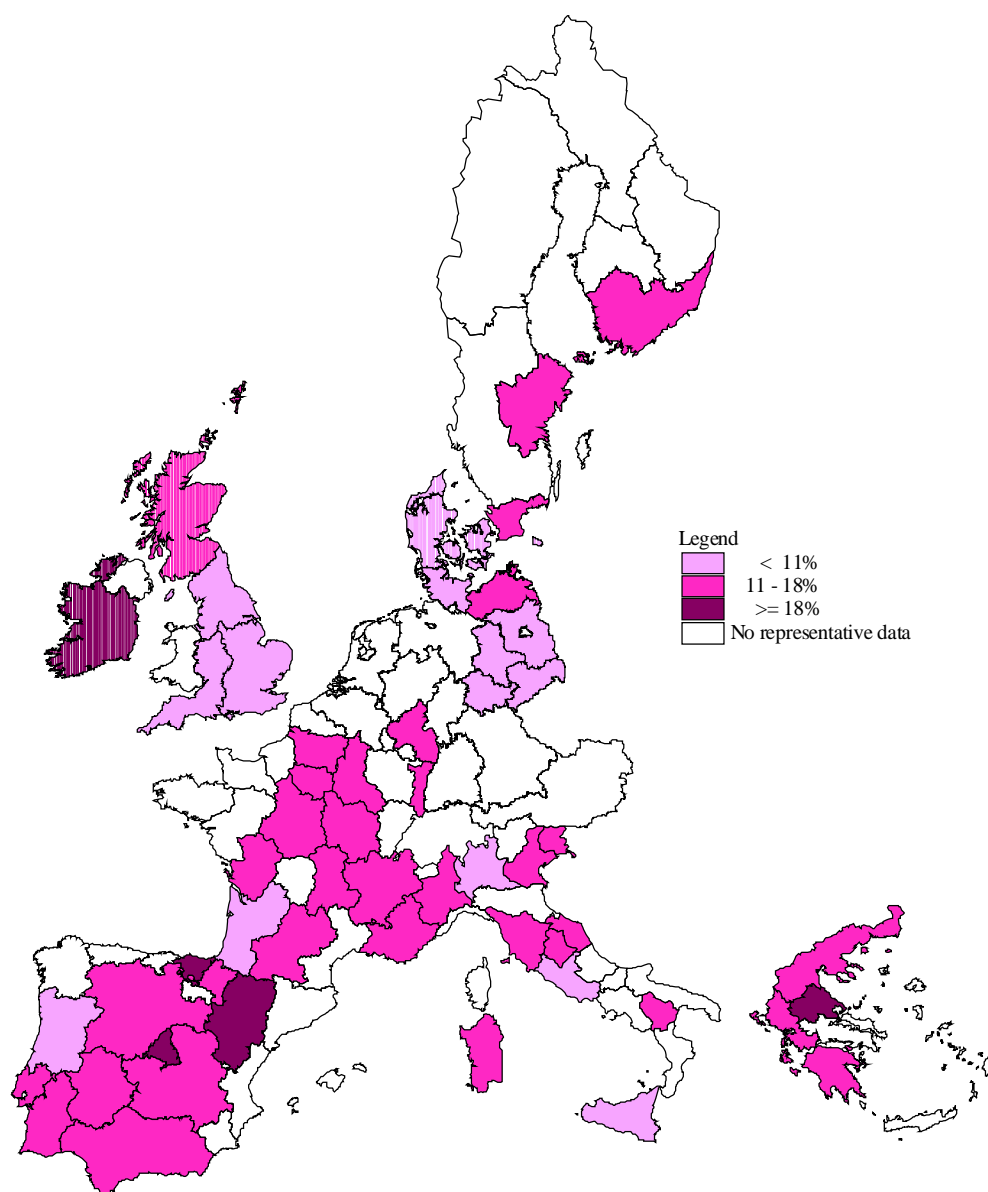 Legend
< 11%
11 - 18%
>= 18%
No representative data